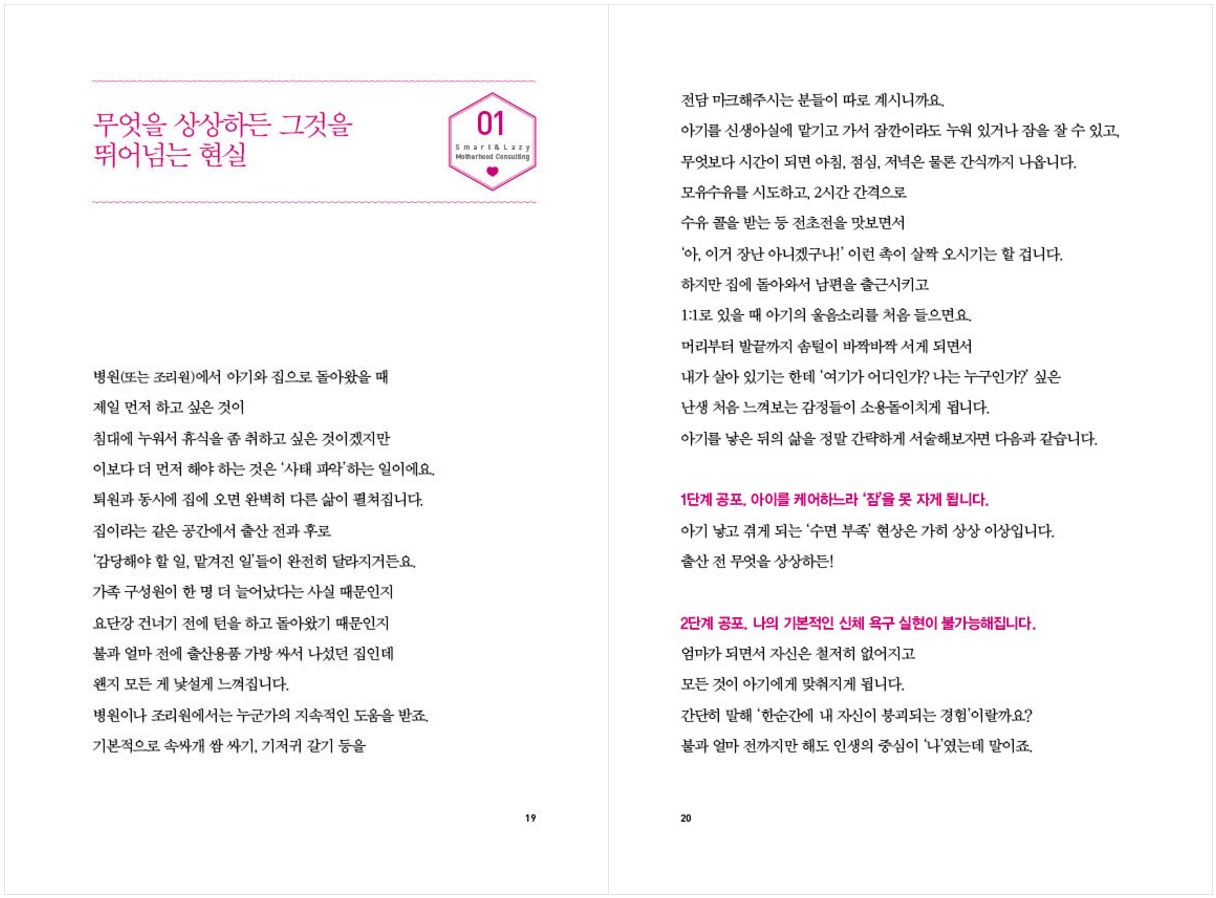 무엇을 상상하든 그것을
뛰어넘는 현실
01
Smart&Lazy
Motherhood Consulting
병원(또는 조리원)에서 아기와 집으로 돌아왔을 때
제일 먼저 하고 싶은 것이
침대에 누워서 휴식을 좀 취하고 싶은 것이겠지만
이보다 더 먼저 해야 하는 것은 ‘사태 파악’하는 일이에요.
퇴원과 동시에 집에 오면 완벽히 다른 삶이 펼쳐집니다.
집이라는 같은 공간에서 출산 전과 후로
‘감당해야 할 일, 맡겨진 일’들이 완전히 달라지거든요.
가족 구성원이 한 명 더 늘어났다는 사실 때문인지
요단강 건너기 전에 턴을 하고 돌아왔기 때문인지
불과 얼마 전에 출산용품 가방 싸서 나섰던 집인데
왠지 모든 게 낯설게 느껴집니다.
병원이나 조리원에서는 누군가의 지속적인 도움을 받죠.
기본적으로 속싸개 쌈 싸기, 기저귀 갈기 등을
19
전담 마크해주시는 분들이 따로 계시니까요.
아기를 신생아실에 맡기고 가서 잠깐이라도 누워 있거나 잠을 잘 수 있고,
무엇보다 시간이 되면 아침, 점심, 저녁은 물론 간식까지 나옵니다.
모유수유를 시도하고, 2시간 간격으로
수유 콜을 받는 등 전초전을 맛보면서
‘아, 이거 장난 아니겠구나!’ 이런 촉이 살짝 오시기는 할 겁니다.
하지만 집에 돌아와서 남편을 출근시키고
1:1로 있을 때 아기의 울음소리를 처음 들으면요.
머리부터 발끝까지 솜털이 바짝바짝 서게 되면서
내가 살아 있기는 한데 ‘여기가 어디인가? 나는 누구인가?’ 싶은
난생 처음 느껴보는 감정들이 소용돌이치게 됩니다.
아기를 낳은 뒤의 삶을 정말 간략하게 서술해보자면 다음과 같습니다.
1단계 공포. 아이를 케어하느라 ‘잠’을 못 자게 됩니다.
아기 낳고 겪게 되는 ‘수면 부족’ 현상은 가히 상상 이상입니다.
출산 전 무엇을 상상하든!
2단계 공포. 나의 기본적인 신체 욕구 실현이 불가능해집니다.
엄마가 되면서 자신은 철저히 없어지고
모든 것이 아기에게 맞춰지게 됩니다.
간단히 말해 ‘한순간에 내 자신이 붕괴되는 경험’이랄까요?
불과 얼마 전까지만 해도 인생의 중심이 ‘나’였는데 말이죠.
20